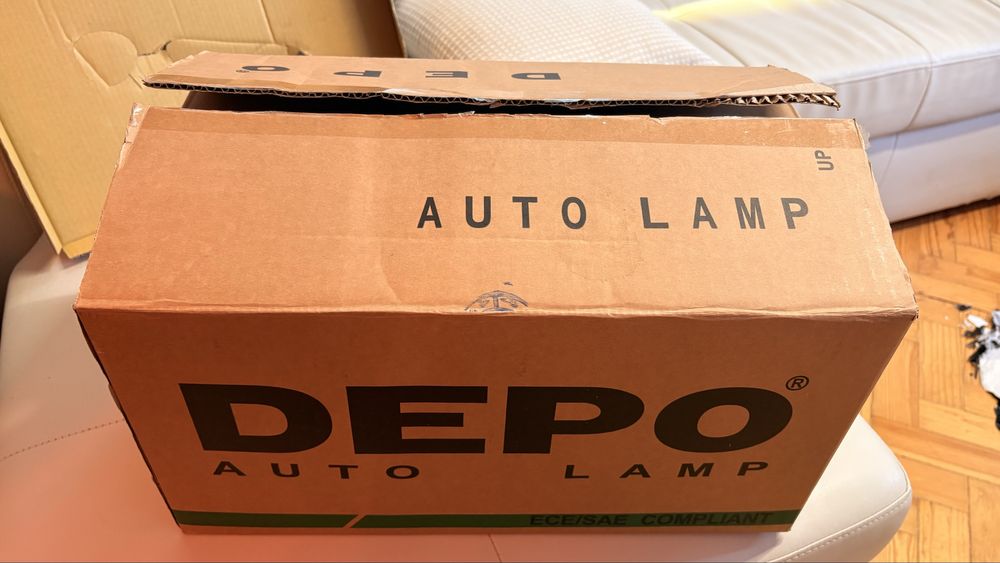 DEPO®
AUTO LAMP
UP
DEPO®
AUTO LAMP
ECE/SAE COMPLIANT